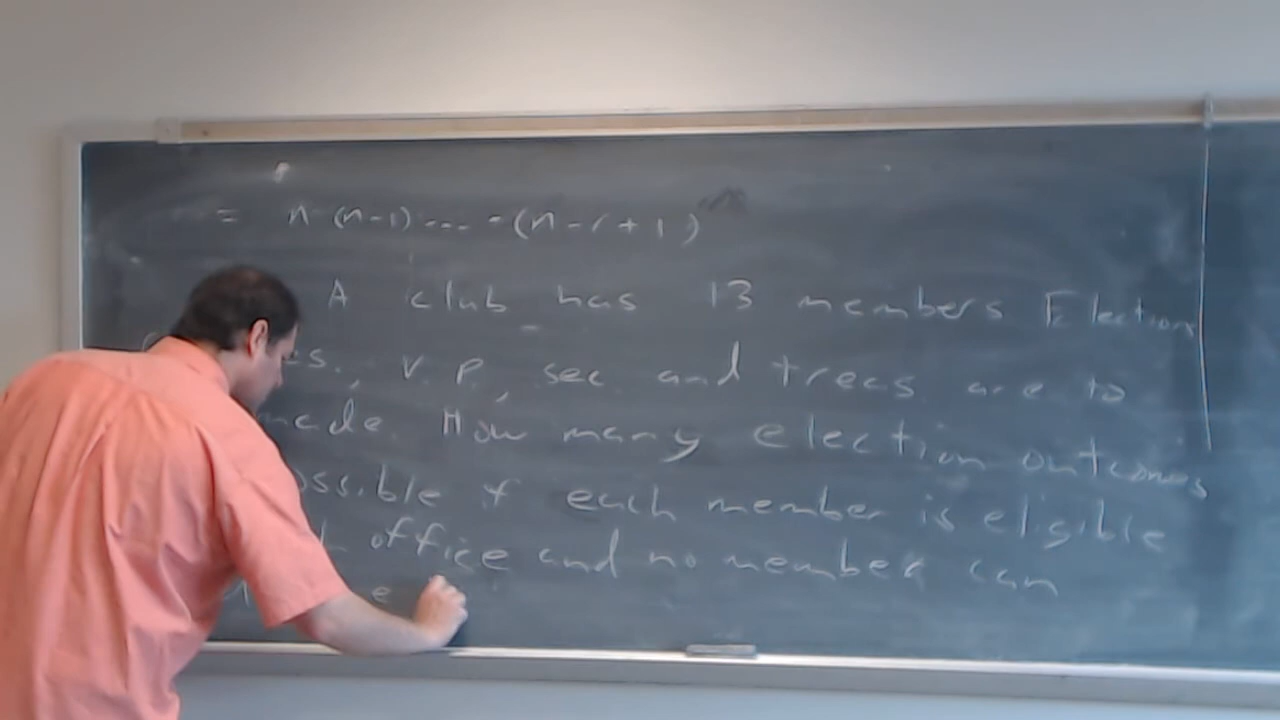 = n (n-1) ... (n-r+1)
A club has 13 members Election
es., V.P., sec and treas are to
made. How many election outcomes
ossible if each member is eligible
office and no member can
e